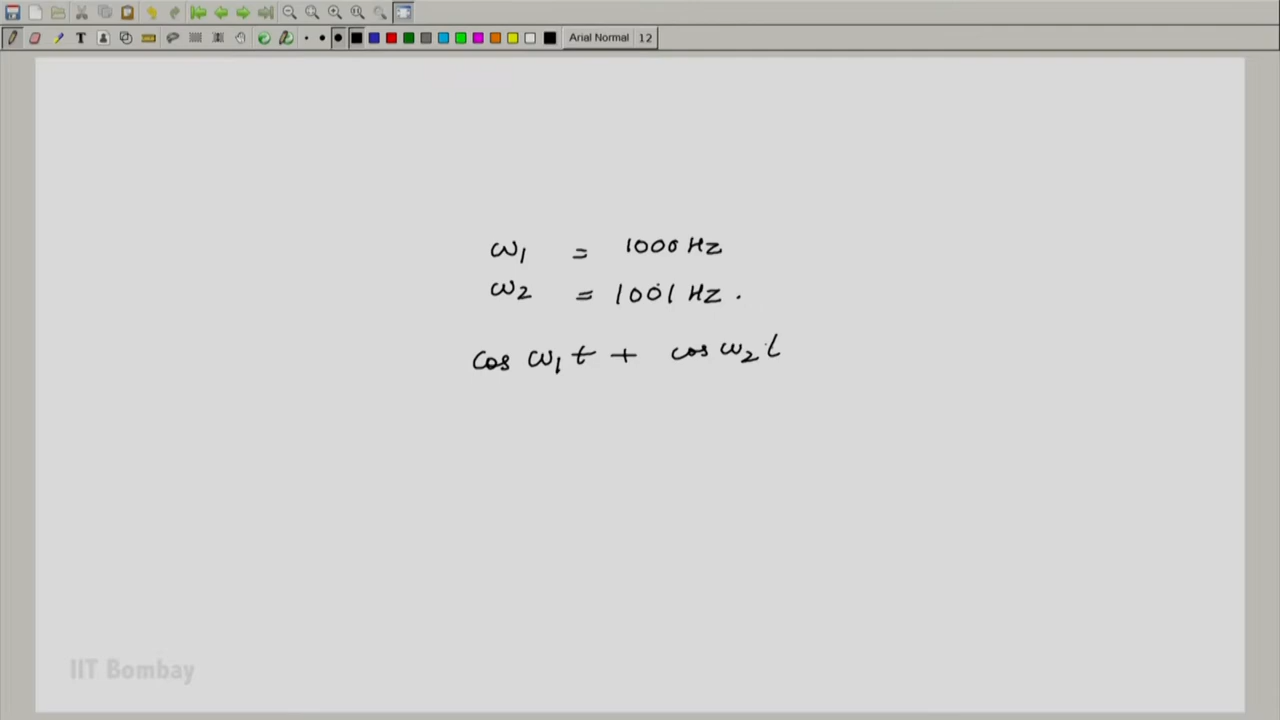 Arial Normal 12
ω1 = 1000 Hz
ω2 = 1001 Hz.
cos ω1 t + cos ω2 t
IIT Bombay